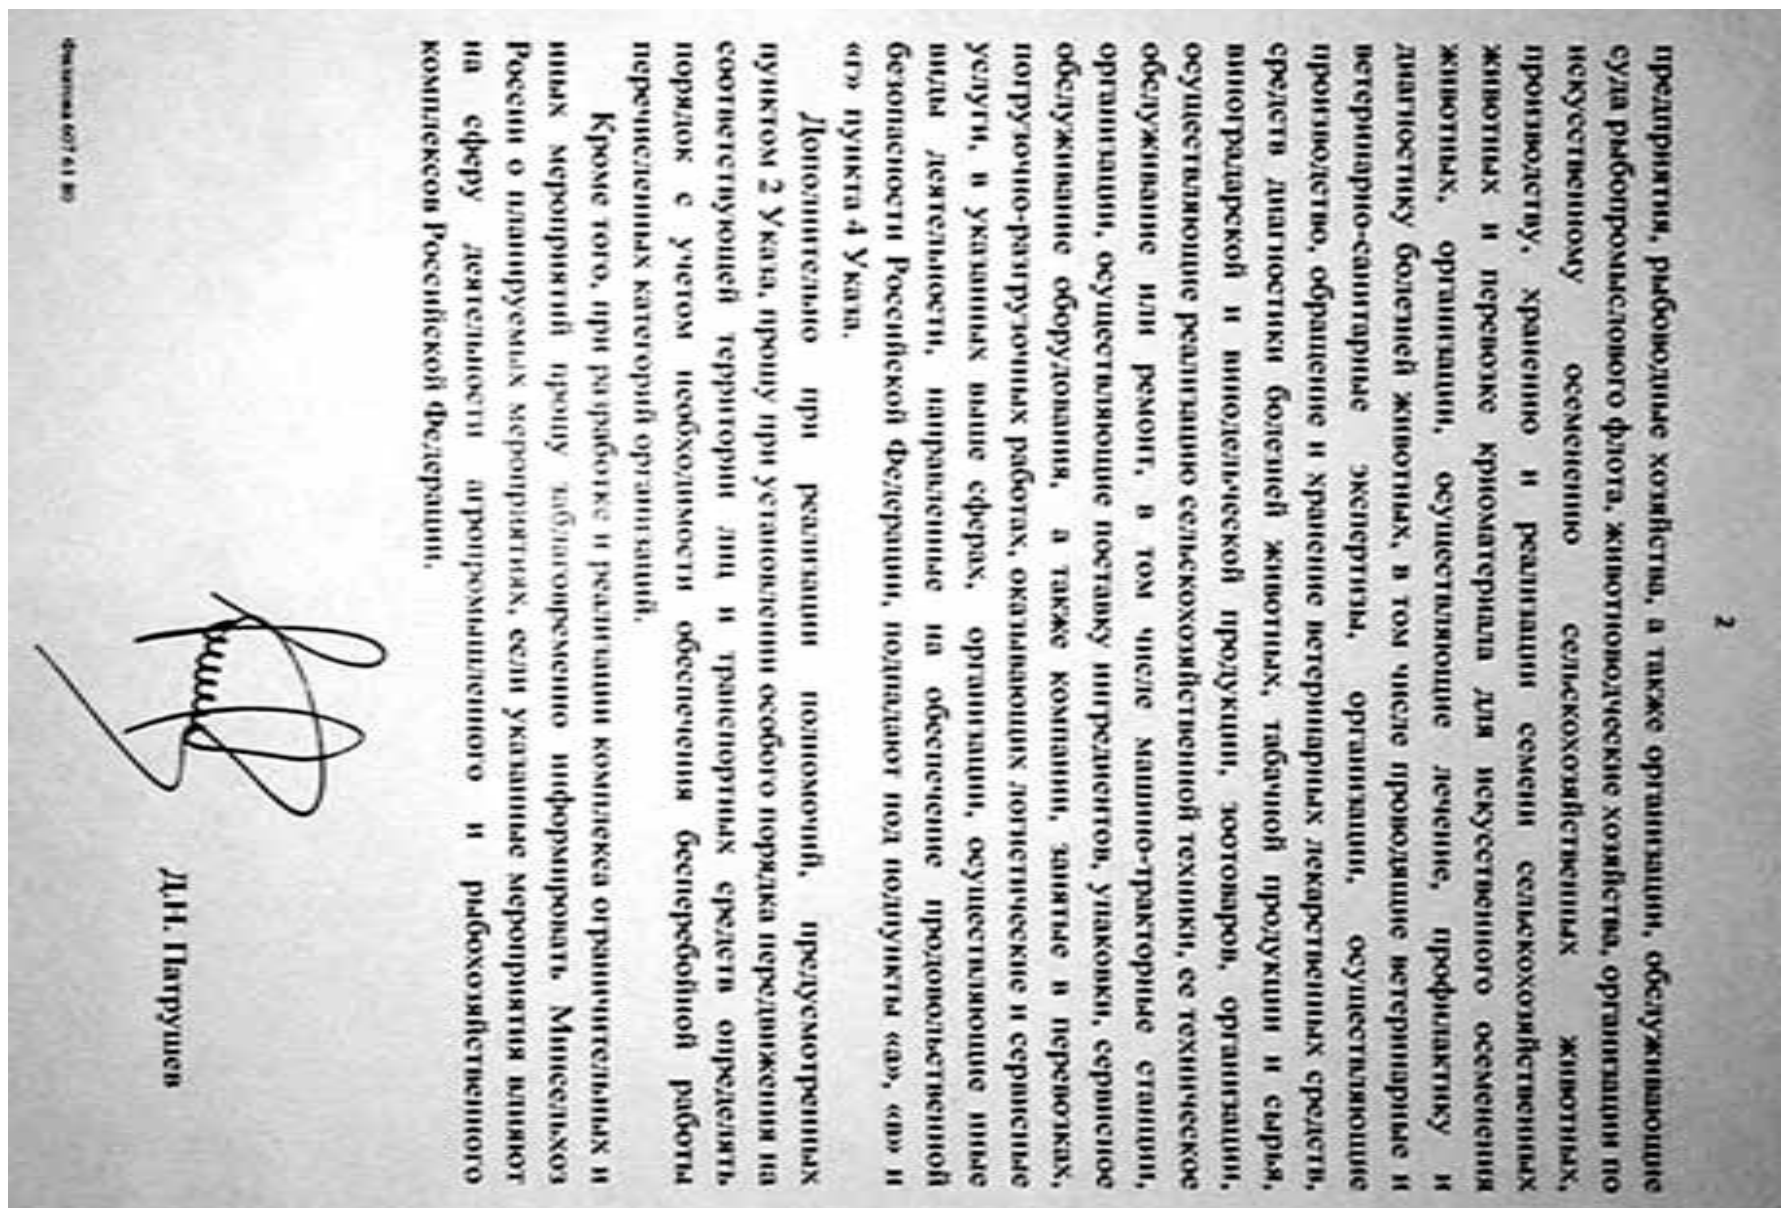 2
предприятия, рыбоводные хозяйства, а также организации, обслуживающие
суда рыбопромыслового флота, животноводческие хозяйства, организации по
искусственному осеменению сельскохозяйственных животных,
производству, хранению и реализации семени сельскохозяйственных
животных и перевозке криоматериала для искусственного осеменения
животных, организации, осуществляющие лечение, профилактику и
диагностику болезней животных, в том числе проводящие ветеринарные и
ветеринарно-санитарные экспертизы, организации, осуществляющие
производство, обращение и хранение ветеринарных лекарственных средств,
средств диагностики болезней животных, табачной продукции и сырья,
виноградарской и винодельческой продукции, зоотоваров, организации,
осуществляющие реализацию сельскохозяйственной техники, ее техническое
обслуживание или ремонт, в том числе машинно-тракторные станции,
организации, осуществляющие поставку ингредиентов, упаковки, сервисное
обслуживание оборудования, а также компании, занятые в перевозках,
погрузочно-разгрузочных работах, оказывающих логистические и сервисные
услуги, в указанных выше сферах, организации, осуществляющие иные
виды деятельности, направленные на обеспечение продовольственной
безопасности Российской Федерации, подпадают под подпункты «а», «в» и
«г» пункта 4 Указа.
Дополнительно при реализации полномочий, предусмотренных
пунктом 2 Указа, прошу при установлении особого порядка передвижения на
соответствующей территории лиц и транспортных средств определять
порядок с учетом необходимости обеспечения бесперебойной работы
перечисленных категорий организаций.
Кроме того, при разработке и реализации комплекса ограничительных и
иных мероприятий прошу заблаговременно информировать Минсельхоз
России о планируемых мероприятиях, если указанные мероприятия влияют
на сферу деятельности агропромышленного и рыбохозяйственного
комплексов Российской Федерации.
Д.Н. Патрушев
Филатова 607 61 80